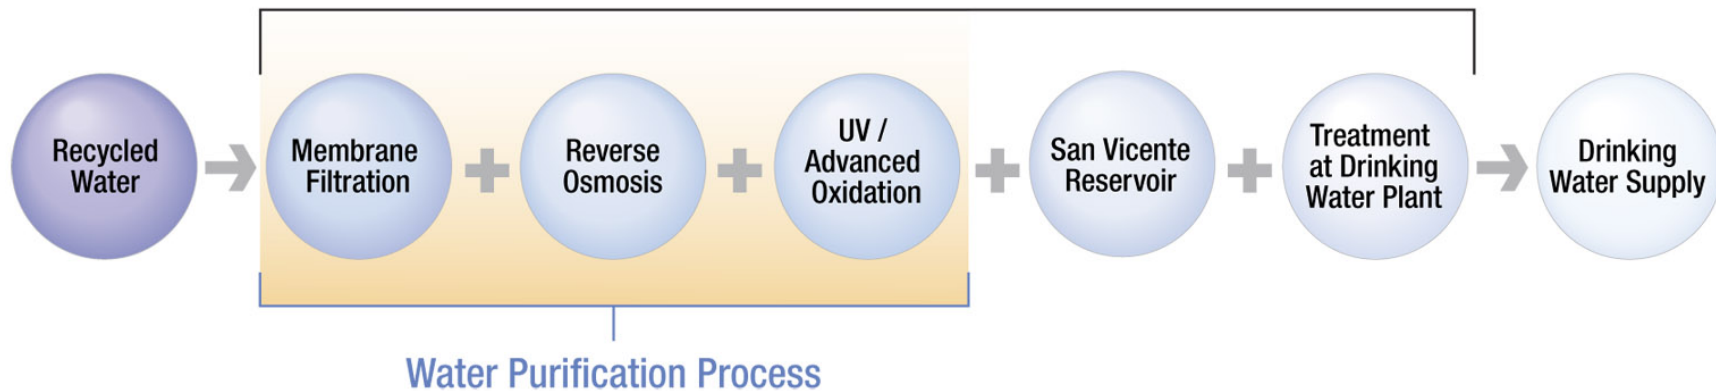 Recycled
Water
Membrane
Filtration
Reverse
Osmosis
UV /
Advanced
Oxidation
San Vicente
Reservoir
Treatment
at Drinking
Water Plant
Drinking
Water Supply
Water Purification Process